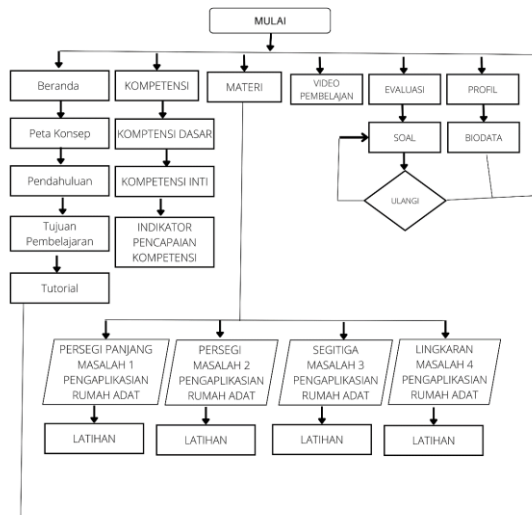 MULAI
Beranda
KOMPETENSI
MATERI
VIDEO
PEMBELAJAN
EVALUASI
PROFIL
Peta Konsep
KOMPTENSI DASAR
SOAL
BIODATA
Pendahuluan
KOMPETENSI INTI
ULANGI
Tujuan
Pembelajaran
INDIKATOR
PENCAPAIAN
KOMPETENSI
Tutorial
PERSEGI PANJANG
MASALAH 1
PENGAPLIKASIAN
RUMAH ADAT
PERSEGI
MASALAH 2
PENGAPLIKASIAN
RUMAH ADAT
SEGITIGA
MASALAH 3
PENGAPLIKASIAN
RUMAH ADAT
LINGKARAN
MASALAH 4
PENGAPLIKASIAN
RUMAH ADAT
LATIHAN
LATIHAN
LATIHAN
LATIHAN